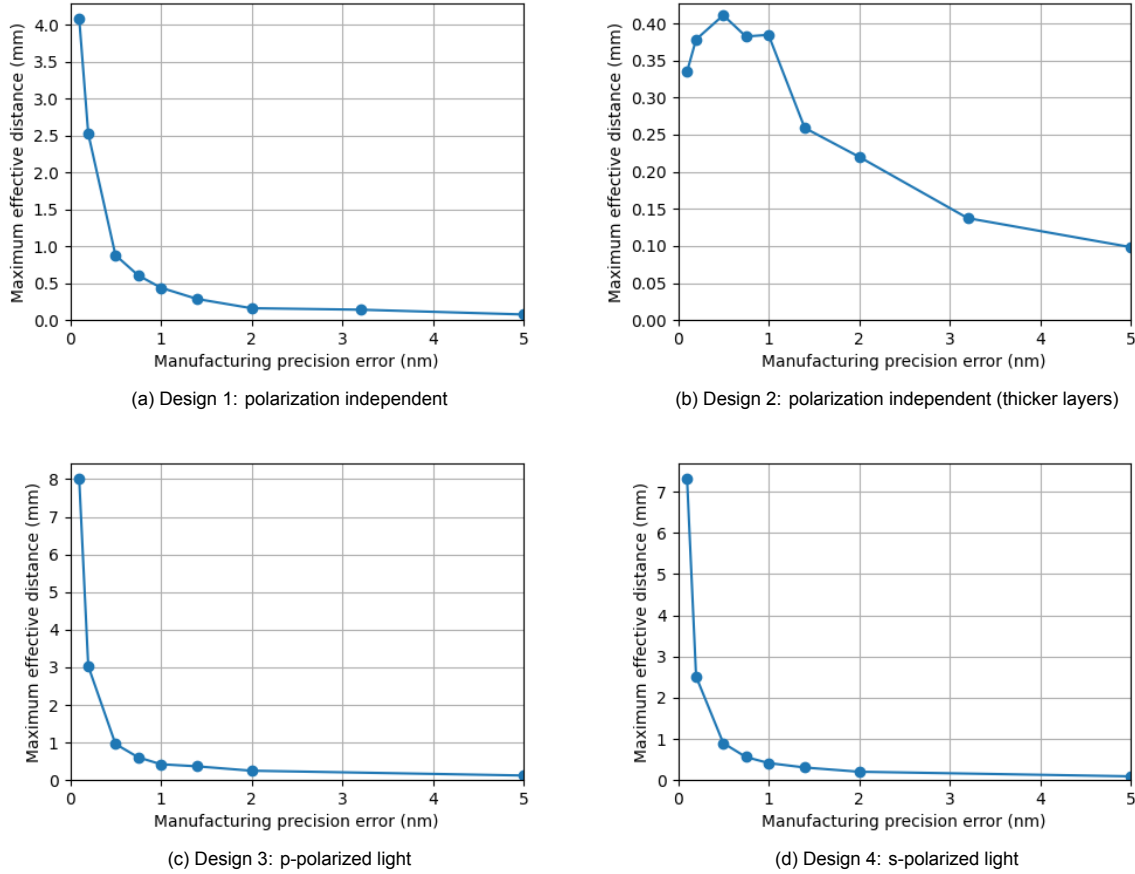 Maximum effective distance (mm)
4.0
3.5
3.0
2.5
2.0
1.5
1.0
0.5
0.0
0 1 2 3 4 5
Manufacturing precision error (nm)
(a) Design 1: polarization independent
Maximum effective distance (mm)
0.40
0.35
0.30
0.25
0.20
0.15
0.10
0.05
0.00
0 1 2 3 4 5
Manufacturing precision error (nm)
(b) Design 2: polarization independent (thicker layers)
Maximum effective distance (mm)
8
7
6
5
4
3
2
1
0
0 1 2 3 4 5
Manufacturing precision error (nm)
(c) Design 3: p-polarized light
Maximum effective distance (mm)
7
6
5
4
3
2
1
0
0 1 2 3 4 5
Manufacturing precision error (nm)
(d) Design 4: s-polarized light